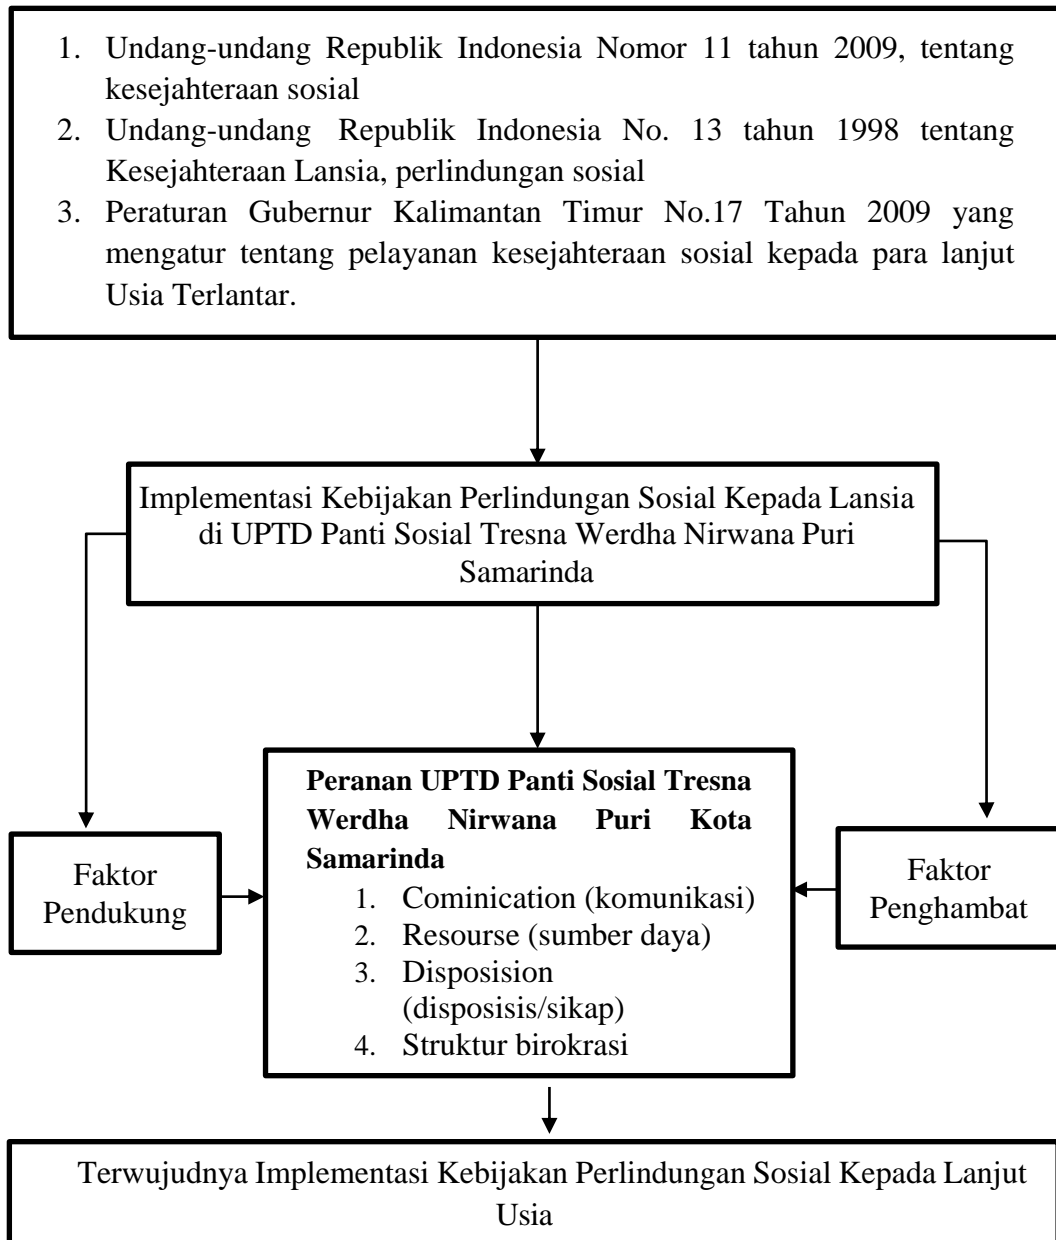 1. Undang-undang Republik Indonesia Nomor 11 tahun 2009, tentang
kesejahteraan sosial
2. Undang-undang Republik Indonesia No. 13 tahun 1998 tentang
Kesejahteraan Lansia, perlindungan sosial
3. Peraturan Gubernur Kalimantan Timur No.17 Tahun 2009 yang
mengatur tentang pelayanan kesejahteraan sosial kepada para lanjut
Usia Terlantar.
Implementasi Kebijakan Perlindungan Sosial Kepada Lansia
di UPTD Panti Sosial Tresna Werdha Nirwana Puri
Samarinda
Faktor
Pendukung
Peranan UPTD Panti Sosial Tresna
Werdha Nirwana Puri Kota
Samarinda
1. Cominication (komunikasi)
2. Resourse (sumber daya)
3. Disposision
(disposisis/sikap)
4. Struktur birokrasi
Faktor
Penghambat
Terwujudnya Implementasi Kebijakan Perlindungan Sosial Kepada Lanjut
Usia